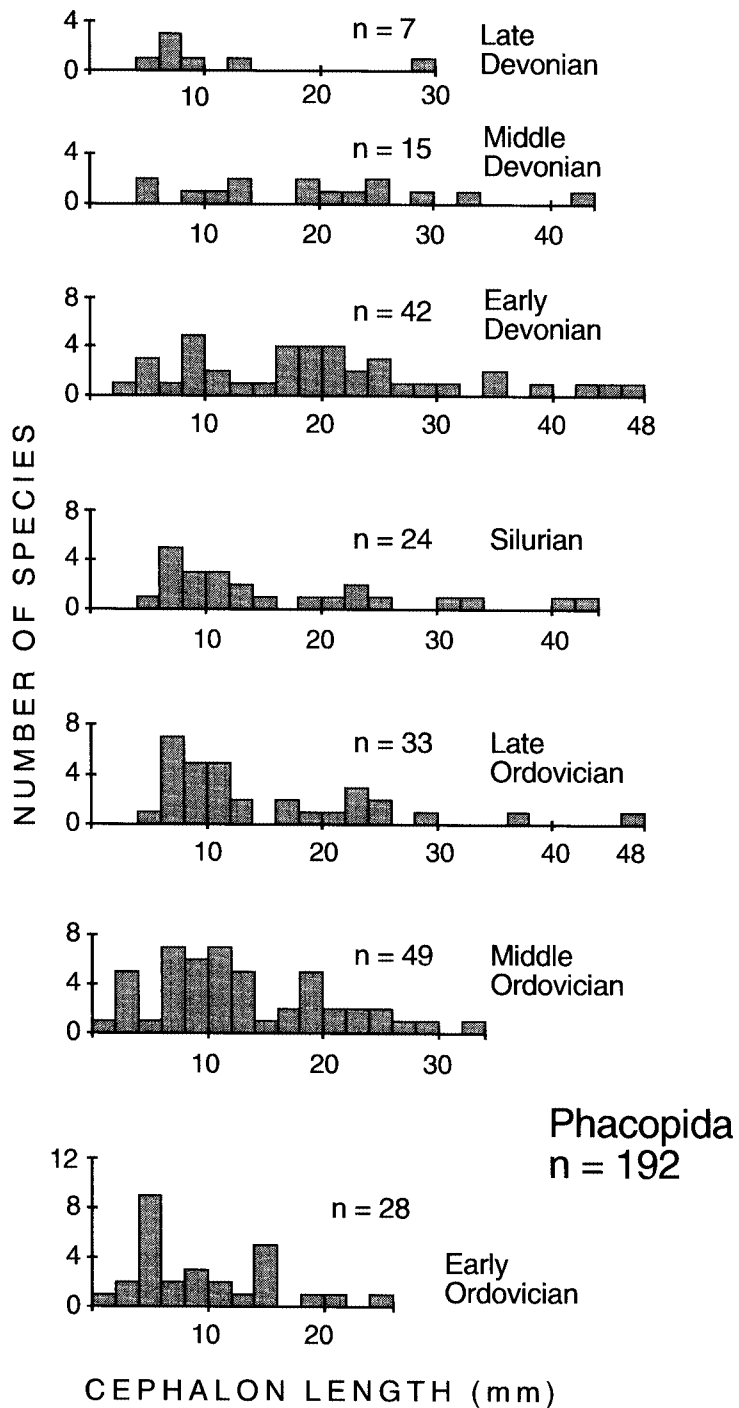 4
0
n = 7
Late
Devonian
10 20 30
4
0
n = 15
Middle
Devonian
10 20 30 40
8
4
0
n = 42
Early
Devonian
10 20 30 40 48
NUMBER OF SPECIES
8
4
0
n = 24
Silurian
10 20 30 40
8
4
0
n = 33
Late
Ordovician
10 20 30 40 48
8
4
0
n = 49
Middle
Ordovician
10 20 30
Phacopida
n = 192
12
8
4
0
n = 28
Early
Ordovician
10 20
CEPHALON LENGTH (mm)